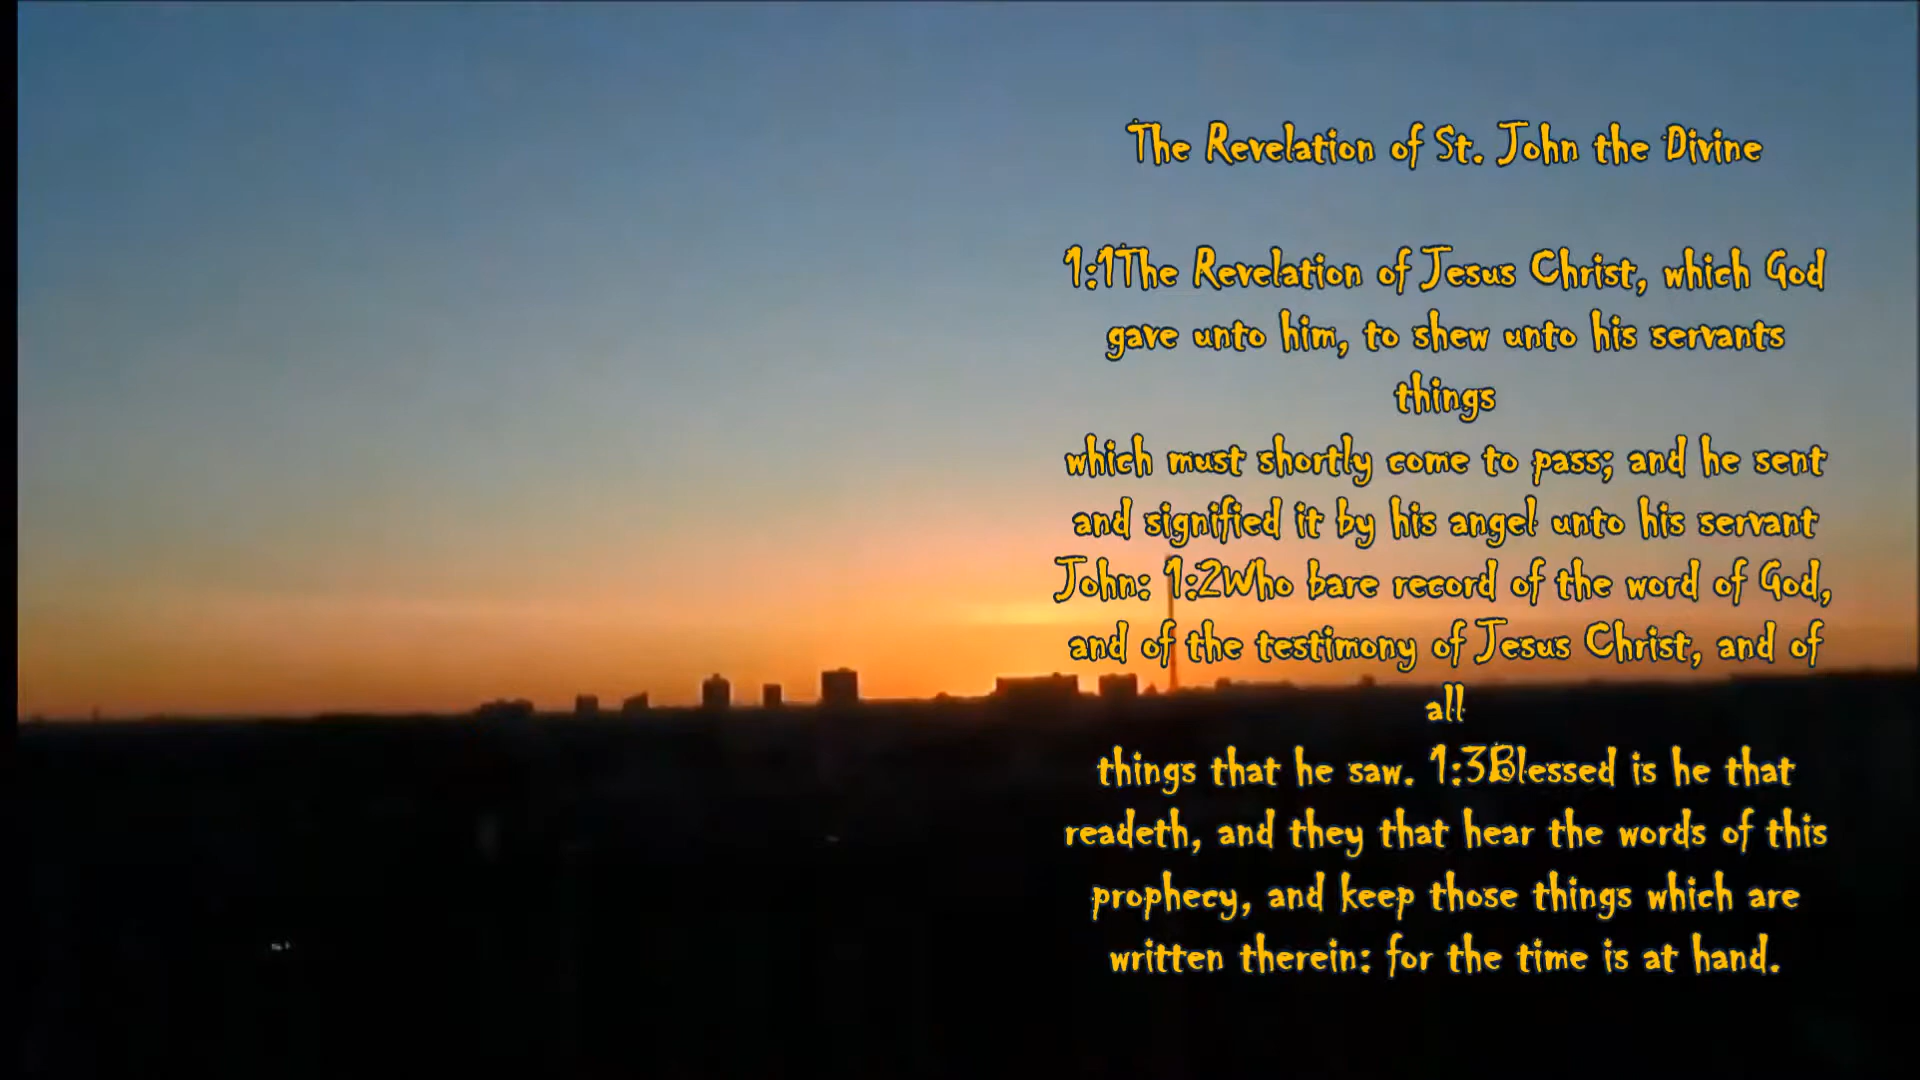 The Revelation of St. John the Divine
1:1The Revelation of Jesus Christ, which God
gave unto him, to shew unto his servants
things
which must shortly come to pass; and he sent
and signified it by his angel unto his servant
John: 1:2Who bare record of the word of God,
and of the testimony of Jesus Christ, and of
all
things that he saw. 1:3Blessed is he that
readeth, and they that hear the words of this
prophecy, and keep those things which are
written therein: for the time is at hand.